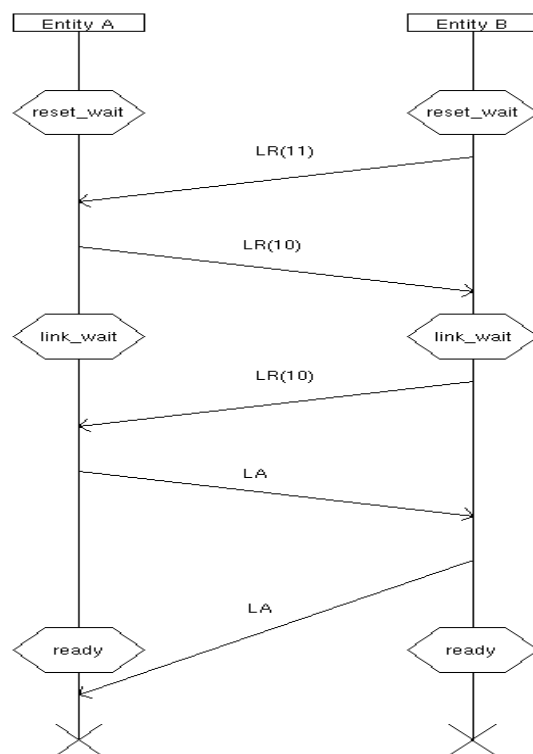 Entity A
Entity B
reset_wait
reset_wait
LR(11)
LR(10)
link_wait
link_wait
LR(10)
LA
LA
ready
ready